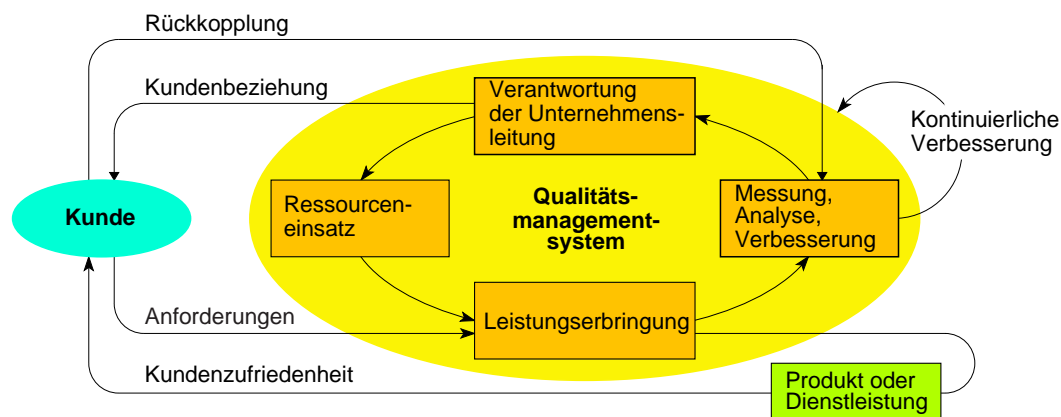 Rückkopplung
Kundenbeziehung
Verantwortung
der Unternehmens-
leitung
Kontinuierliche
Verbesserung
Kunde
Ressourcen-
einsatz
Qualitäts-
management-
system
Messung,
Analyse,
Verbesserung
Anforderungen
Leistungserbringung
Kundenzufriedenheit
Produkt oder
Dienstleistung